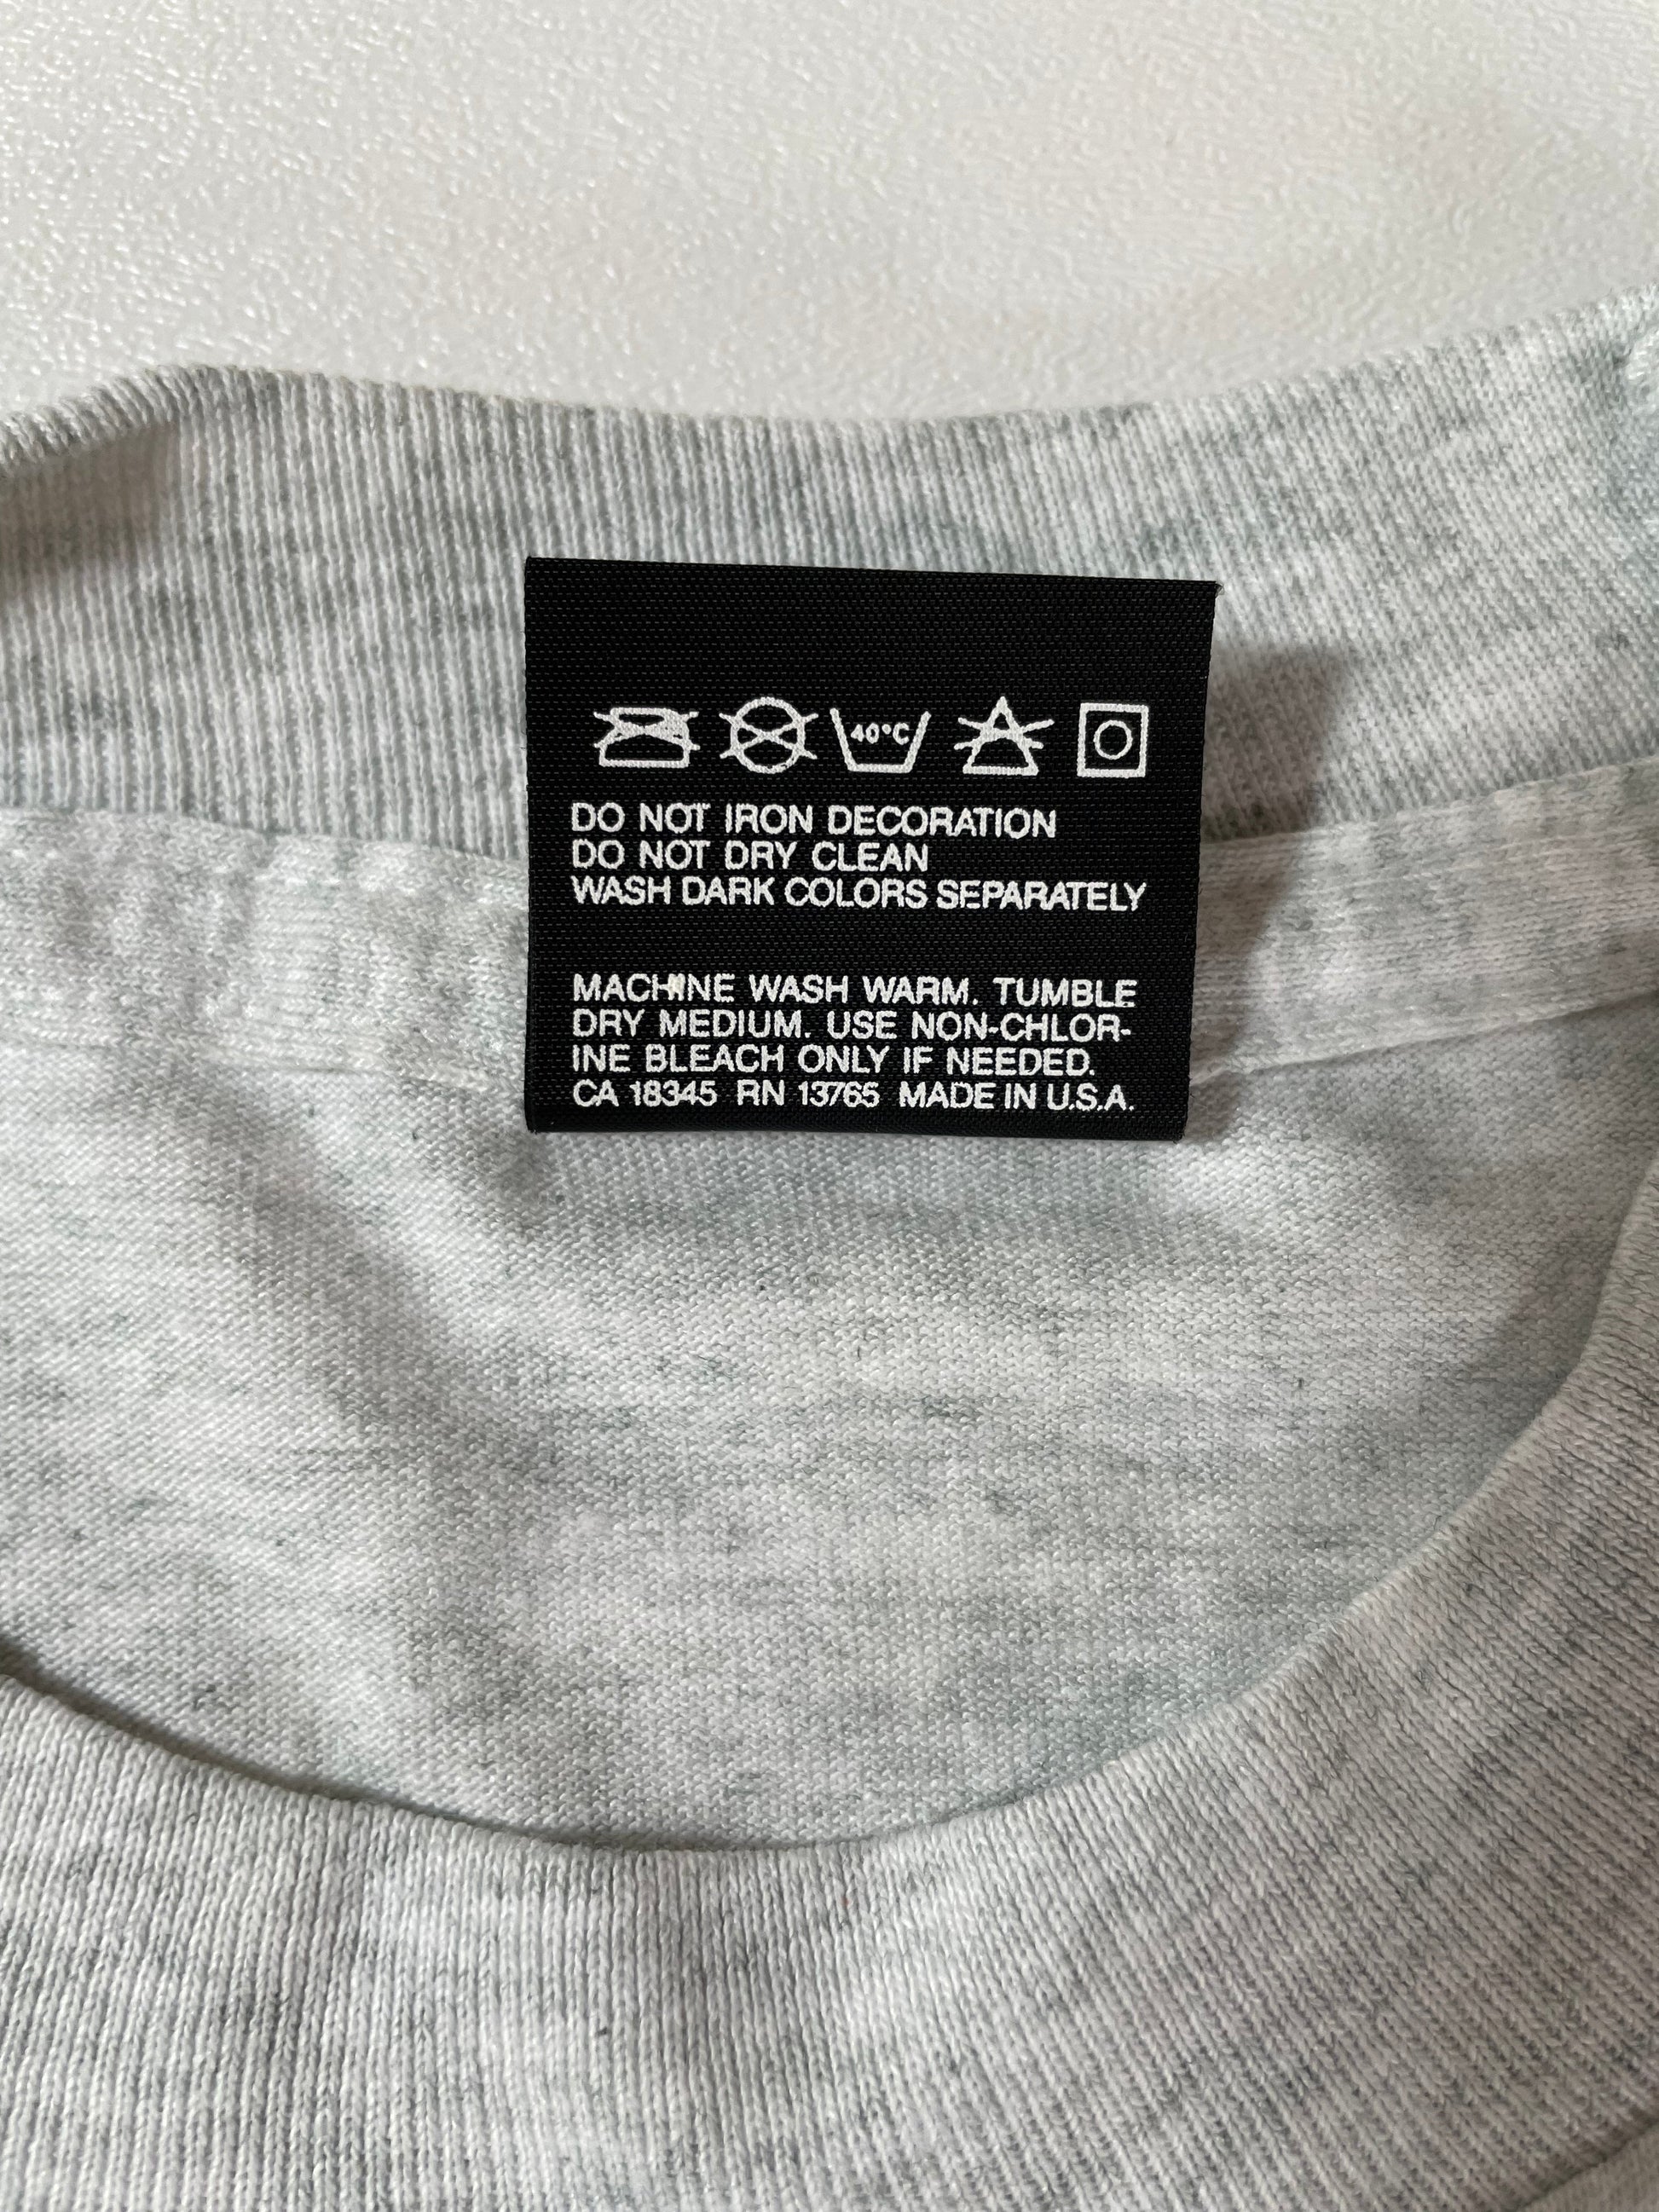 40°C
DO NOT IRON DECORATION
DO NOT DRY CLEAN
WASH DARK COLORS SEPARATELY
MACHINE WASH WARM. TUMBLE
DRY MEDIUM. USE NON-CHLOR-
INE BLEACH ONLY IF NEEDED.
CA 18345 RN 13765 MADE IN U.S.A.